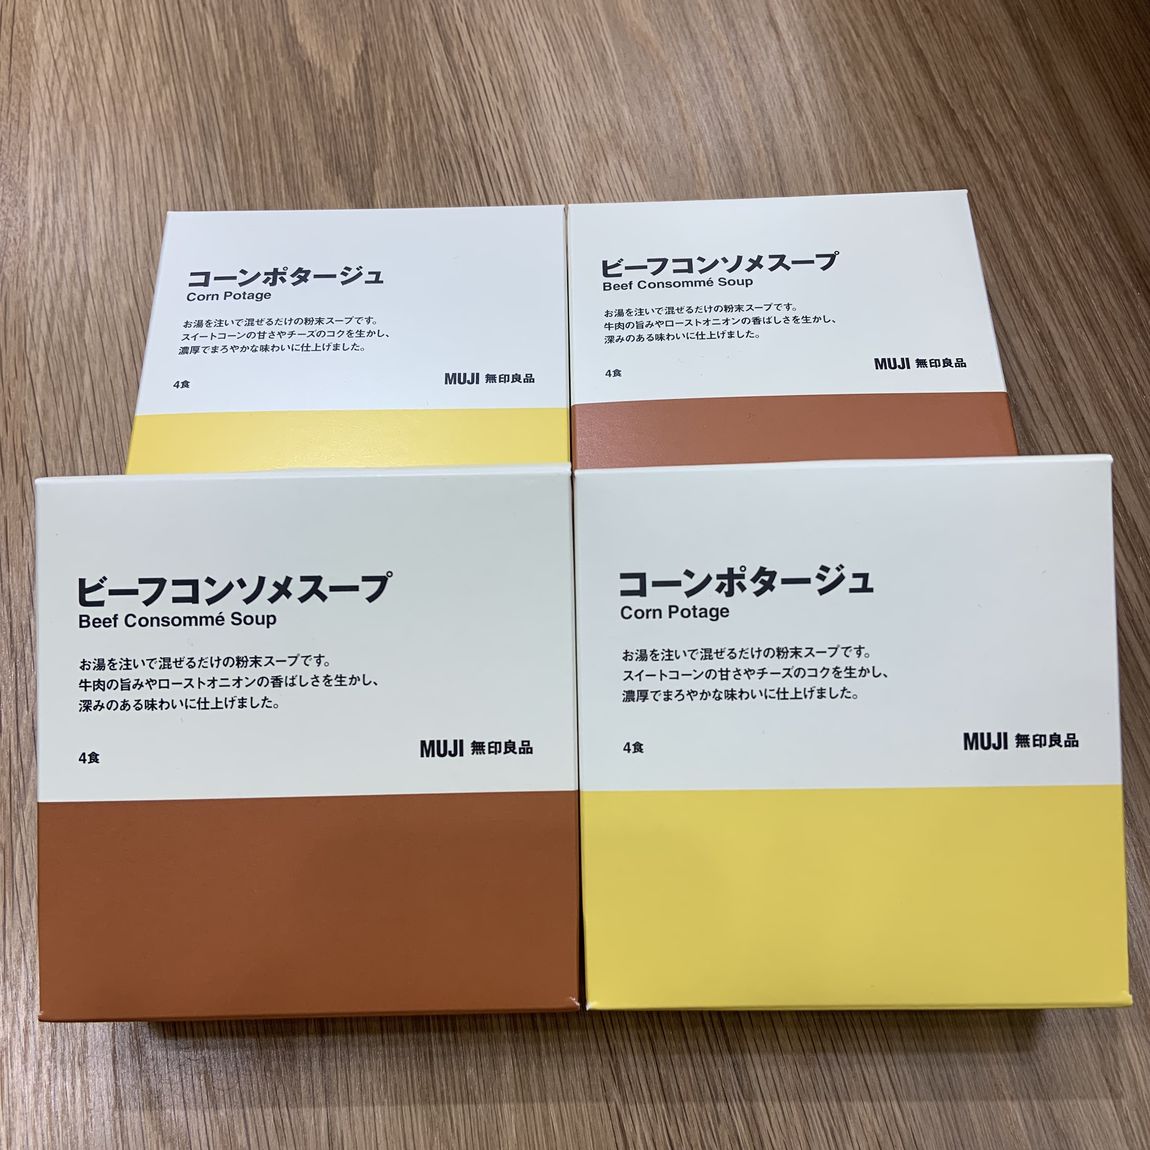 コーンポタージュ
Corn Potage
お湯を注いで混ぜるだけの粉末スープです。
スイートコーンの甘さやチーズのコクを生かし、
濃厚でまろやかな味わいに仕上げました。
4食
MUJI 無印良品
ビーフコンソメスープ
Beef Consommé Soup
お湯を注いで混ぜるだけの粉末スープです。
牛肉の旨みやローストオニオンの香ばしさを生かし、
深みのある味わいに仕上げました。
4食
MUJI 無印良品
ビーフコンソメスープ
Beef Consommé Soup
お湯を注いで混ぜるだけの粉末スープです。
牛肉の旨みやローストオニオンの香ばしさを生かし、
深みのある味わいに仕上げました。
4食
MUJI 無印良品
コーンポタージュ
Corn Potage
お湯を注いで混ぜるだけの粉末スープです。
スイートコーンの甘さやチーズのコクを生かし、
濃厚でまろやかな味わいに仕上げました。
4食
MUJI 無印良品